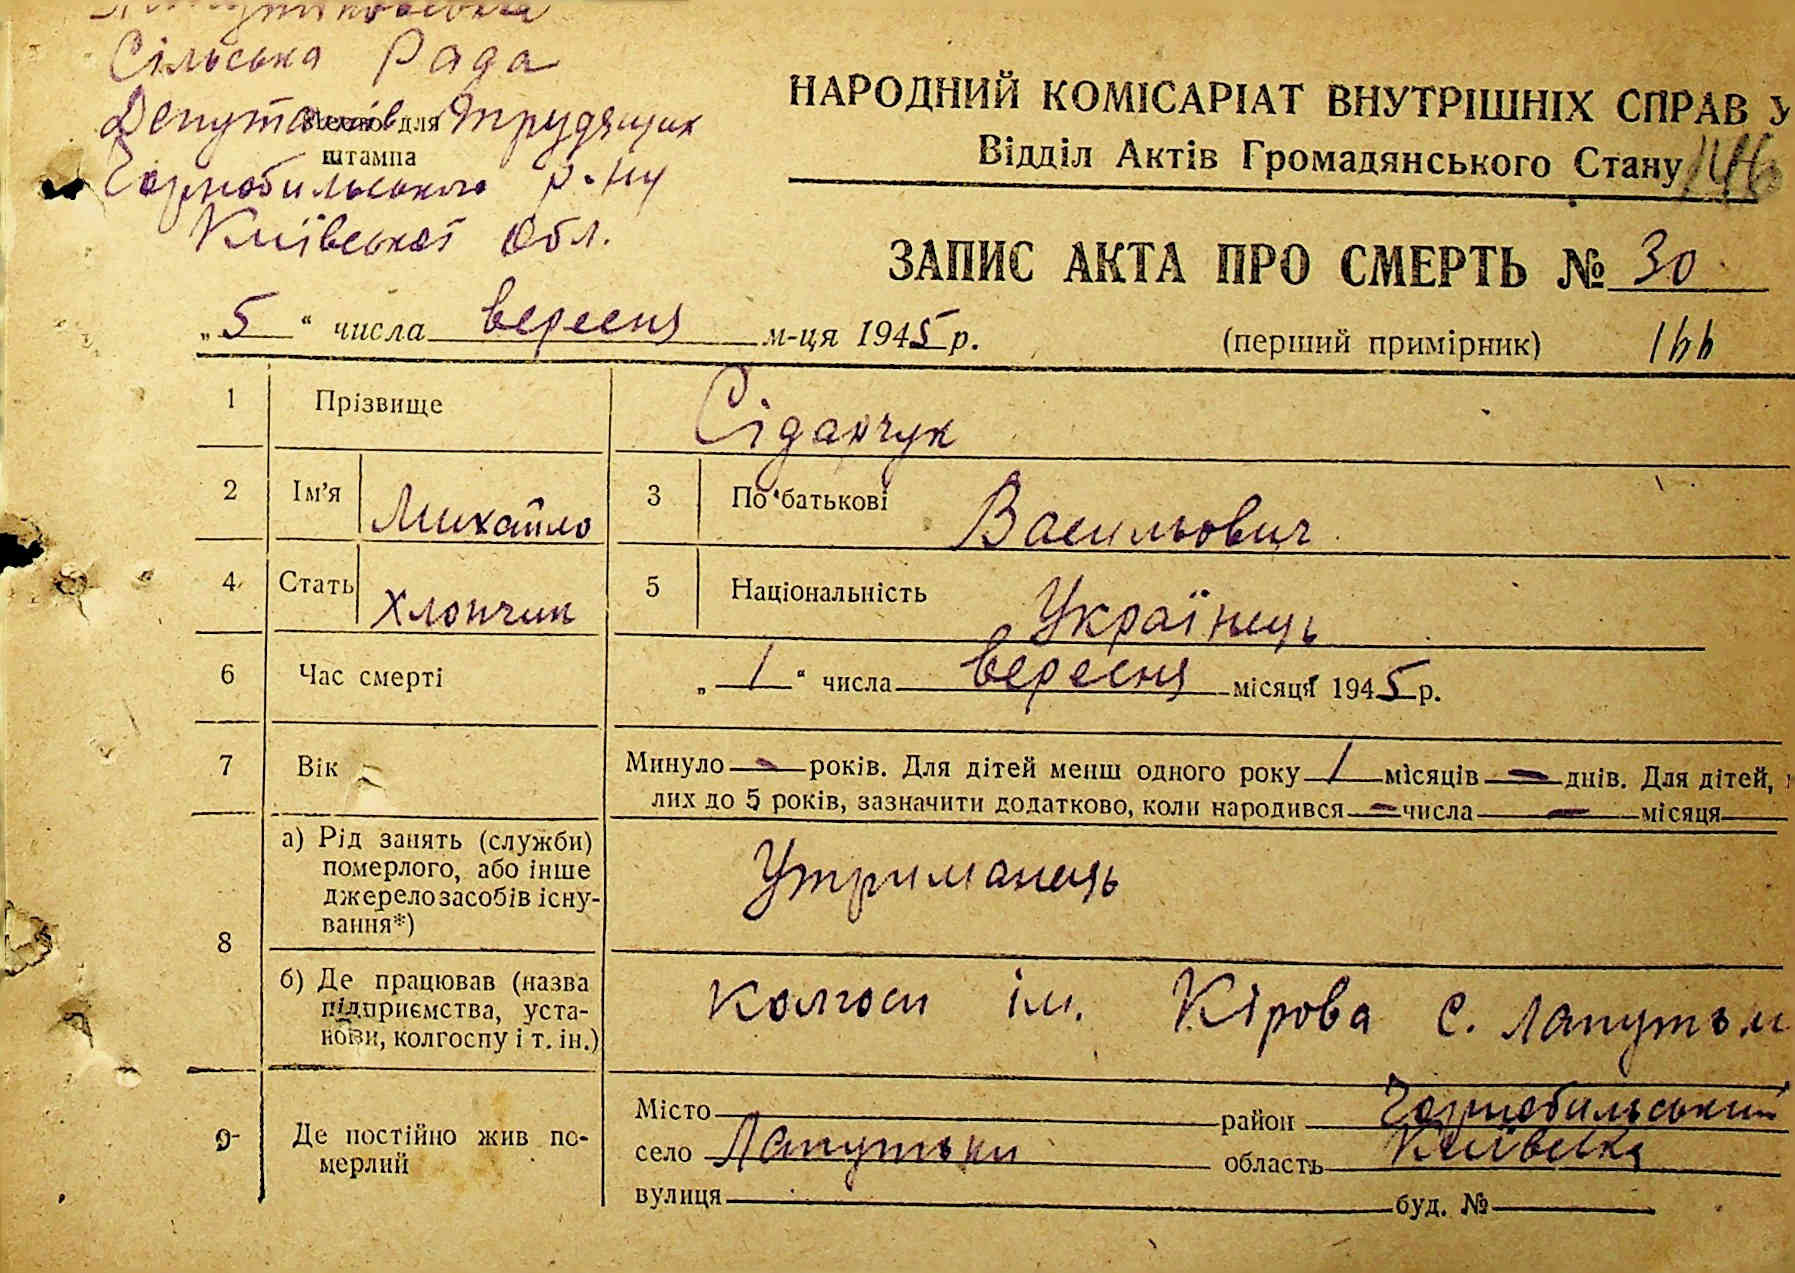 Сільська Рада
Депутатів Трудящих
Місце для
штампа
Чорнобильського р-ну
Київської обл.
НАРОДНИЙ КОМІСАРІАТ ВНУТРІШНІХ СПРАВ У
Відділ Актів Громадянського Стану 146
ЗАПИС АКТА ПРО СМЕРТЬ № 30
„5“ числа вересня м-ця 1945 р. (перший примірник) 166
1 Прізвище Сідарчук
2 Ім'я Михайло 3 По батькові Васильович
4 Стать Хлопчик 5 Національність Українець
6 Час смерті „1“ числа вересня місяця 1945 р.
7 Вік Минуло — років. Для дітей менш одного року 1 місяців — днів. Для дітей,
лих до 5 років, зазначити додатково, коли народився — числа — місяця
8 а) Рід занять (служби)
померлого, або інше
джерело засобів існу-
вання*) Утриманець
б) Де працював (назва
підприємства, уста-
нови, колгоспу і т. ін.) Колгосп ім. Кірова с. Лапутьки
9 Де постійно жив по-
мерлий
Місто район Чорнобильський
село Лапутьки область Київська
вулиця буд. №